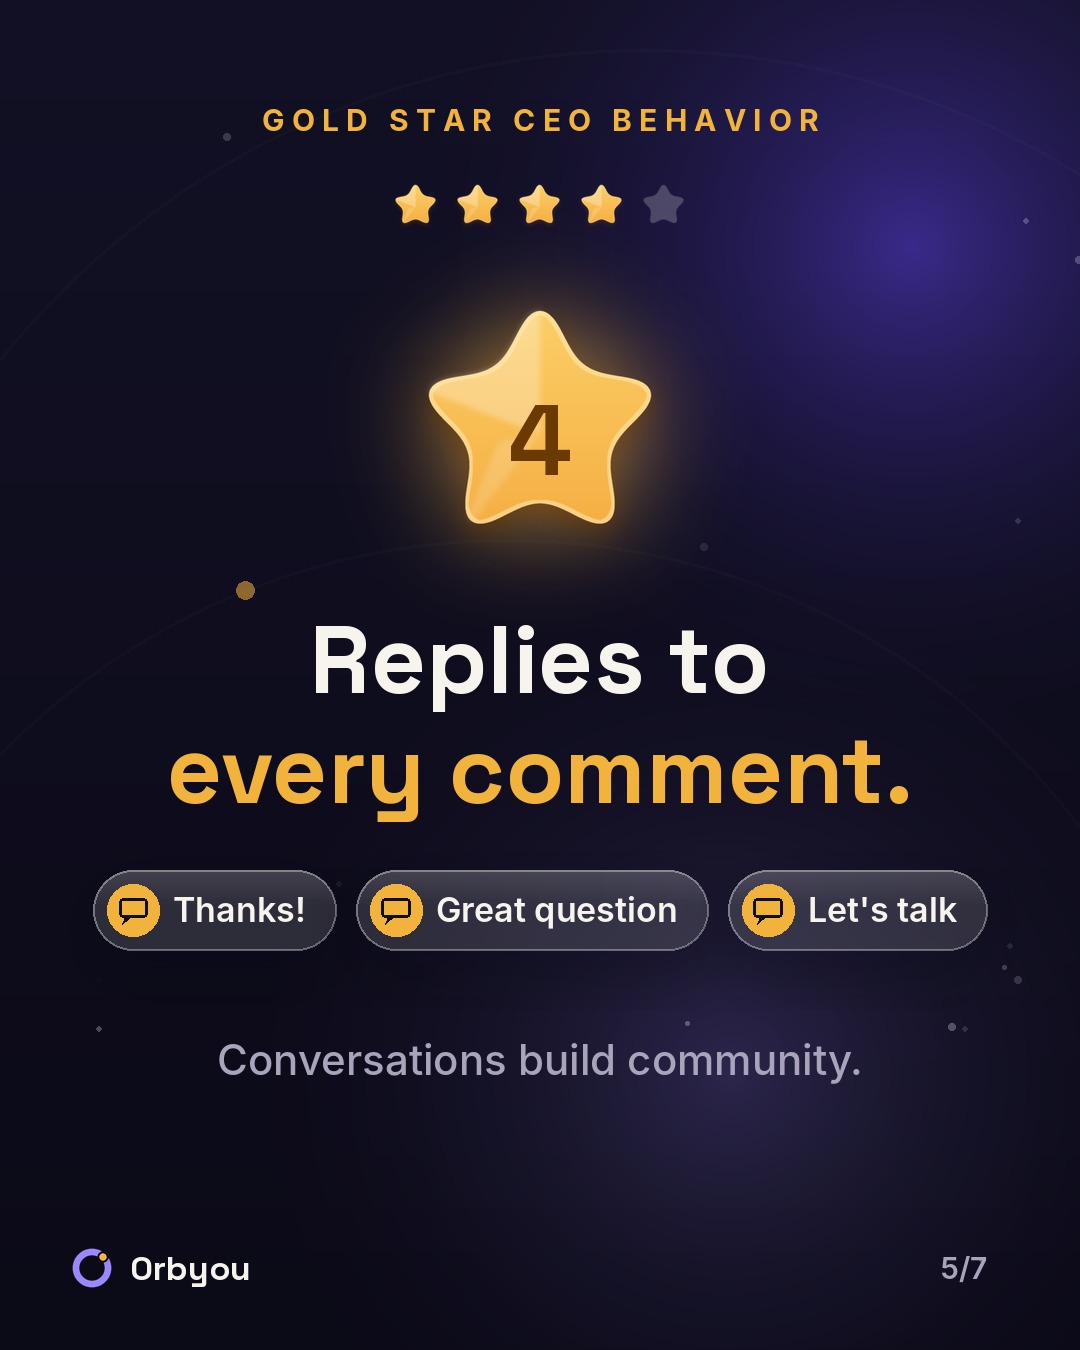 GOLD STAR CEO BEHAVIOR
4
Replies to
every comment.
Thanks! Great question Let's talk
Conversations build community.
Orbyou 5/7